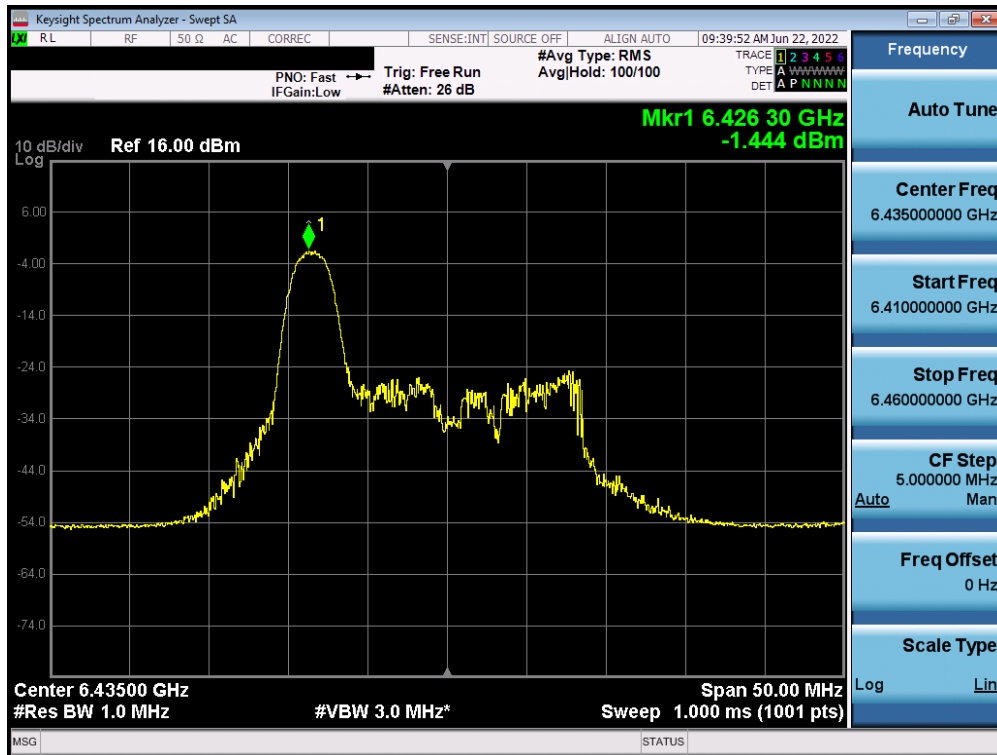 Keysight Spectrum Analyzer - Swept SA
LXI RL RF 50 Ω AC CORREC SENSE:INT SOURCE OFF ALIGN AUTO 09:39:52 AM Jun 22, 2022
PNO: Fast
IFGain:Low
Trig: Free Run
#Atten: 26 dB
#Avg Type: RMS
Avg|Hold: 100/100
TRACE 1 2 3 4 5 6
TYPE A WWWWW
DET A P N N N N
Mkr1 6.426 30 GHz
-1.444 dBm
10 dB/div
Log
Ref 16.00 dBm
1
6.00
-4.00
-14.0
-24.0
-34.0
-44.0
-54.0
-64.0
-74.0
Center 6.43500 GHz
#Res BW 1.0 MHz
#VBW 3.0 MHz*
Span 50.00 MHz
Sweep 1.000 ms (1001 pts)
MSG
STATUS
Frequency
Auto Tune
Center Freq
6.435000000 GHz
Start Freq
6.410000000 GHz
Stop Freq
6.460000000 GHz
CF Step
5.000000 MHz
Auto Man
Freq Offset
0 Hz
Scale Type
Log Lin